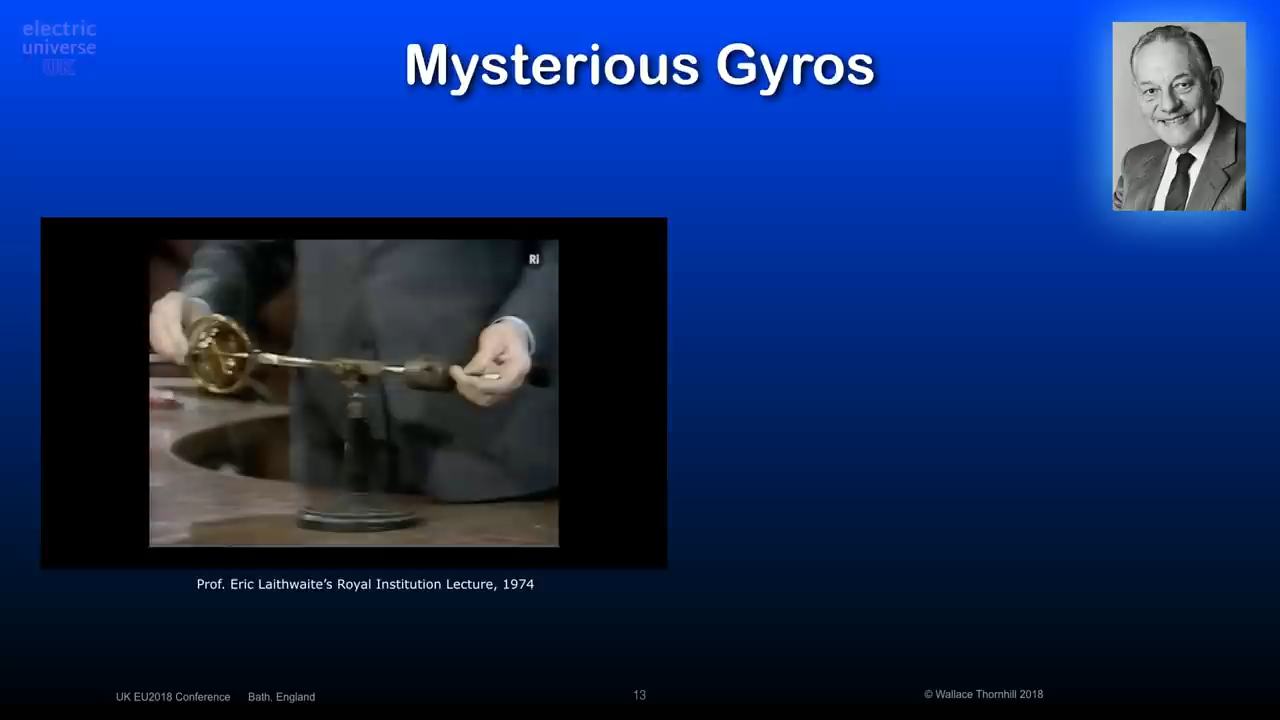 electric
universe
UK
Mysterious Gyros
Ri
Prof. Eric Laithwaite’s Royal Institution Lecture, 1974
UK EU2018 Conference Bath, England
13
© Wallace Thornhill 2018